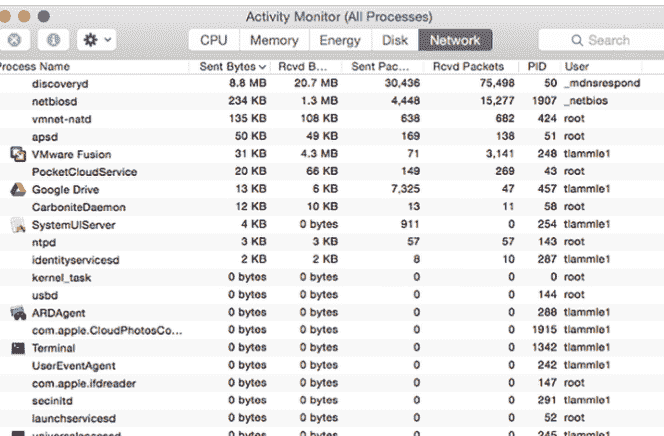 Activity Monitor (All Processes)
CPU Memory Energy Disk Network Search
Process Name Sent Bytes Rcvd B... Sent Pac... Rcvd Packets PID User
discoveryd 8.8 MB 20.7 MB 30,436 75,498 50 _mdnsrespond
netbiosd 234 KB 1.3 MB 4,448 15,277 1907 _netbios
vmnet-natd 135 KB 108 KB 638 682 424 root
apsd 50 KB 49 KB 169 138 51 root
VMware Fusion 31 KB 4.3 MB 71 3,141 248 tlammle1
PocketCloudService 20 KB 66 KB 149 269 43 root
Google Drive 13 KB 6 KB 7,325 47 457 tlammle1
CarboniteDaemon 12 KB 10 KB 13 11 58 root
SystemUIServer 4 KB 0 bytes 911 0 254 tlammle1
ntpd 3 KB 3 KB 57 57 143 root
identityservicesd 2 KB 2 KB 8 10 287 tlammle1
kernel_task 0 bytes 0 bytes 0 0 0 root
usbd 0 bytes 0 bytes 0 0 144 root
ARDAgent 0 bytes 0 bytes 0 0 288 tlammle1
com.apple.CloudPhotosCo... 0 bytes 0 bytes 0 0 1915 tlammle1
Terminal 0 bytes 0 bytes 0 0 1342 tlammle1
UserEventAgent 0 bytes 0 bytes 0 0 242 tlammle1
com.apple.ifdreader 0 bytes 0 bytes 0 0 147 root
secinitd 0 bytes 0 bytes 0 0 291 tlammle1
launchservicesd 0 bytes 0 bytes 0 0 52 root
0 bytes 0 bytes 0 0 245 tlammle1